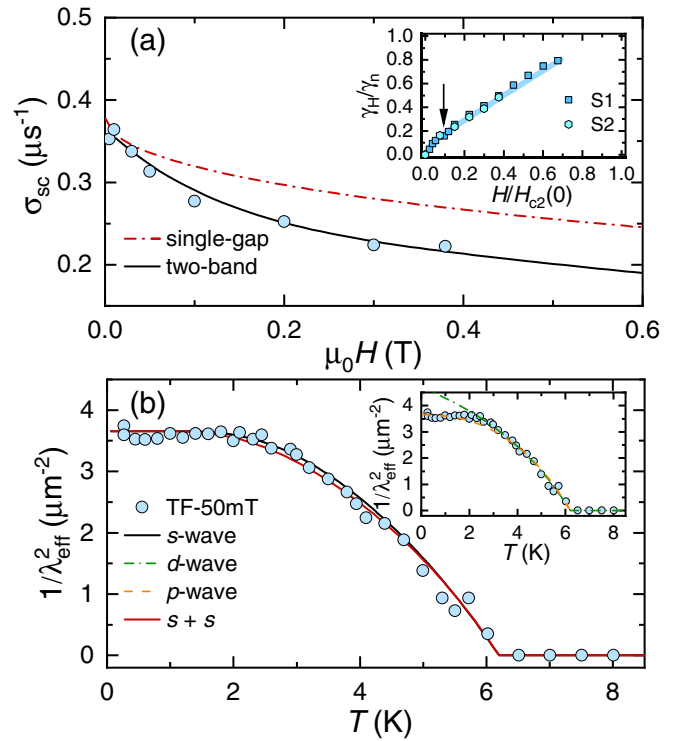 (a)
0.5
0.4
0.3
0.2
σsc (μs⁻¹)
single-gap
two-band
0.0 0.2 0.4 0.6
μ0H (T)
1.0
0.8
0.6
0.4
0.2
0.0
γH/γn
S1
S2
0.0 0.2 0.4 0.6 0.8 1.0
H/Hc2(0)
(b)
4
3
2
1
0
1/λ²eff (μm⁻²)
TF-50mT
s-wave
d-wave
p-wave
s + s
0 2 4 6 8
T (K)
5
4
3
2
1
0
1/λ²eff (μm⁻²)
0 2 4 6 8
T (K)